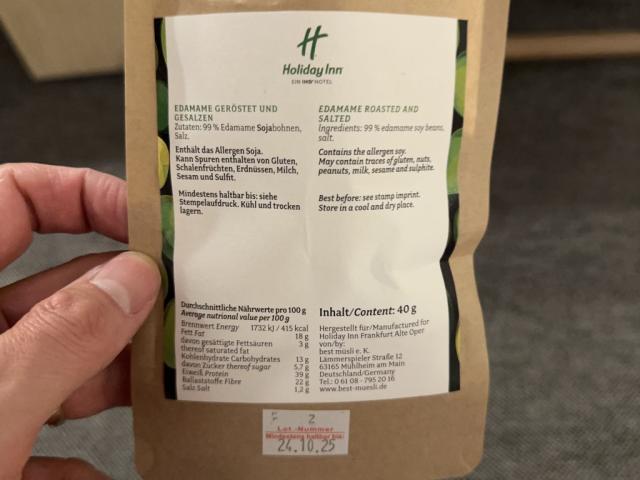 Holiday Inn
EIN IHG HOTEL
EDAMAME GERÖSTET UND
GESALZEN
Zutaten: 99 % Edamame Sojabohnen,
Salz.
Enthält das Allergen Soja.
Kann Spuren enthalten von Gluten,
Schalenfrüchten, Erdnüssen, Milch,
Sesam und Sulfit.
Mindestens haltbar bis: siehe
Stempelaufdruck. Kühl und trocken
lagern.
EDAMAME ROASTED AND
SALTED
Ingredients: 99 % edamame soy beans,
salt.
Contains the allergen soy.
May contain traces of gluten, nuts,
peanuts, milk, sesame and sulphite.
Best before: see stamp imprint.
Store in a cool and dry place.
Durchschnittliche Nährwerte pro 100 g
Average nutrional value per 100 g
Brennwert Energy 1732 kJ / 415 kcal
Fett Fat 18 g
davon gesättigte Fettsäuren 3 g
thereof saturated fat
Kohlenhydrate Carbohydrates 13 g
davon Zucker thereof sugar 5,7 g
Eiweiß Protein 39 g
Ballaststoffe Fibre 22 g
Salz Salt 1,2 g
Inhalt/Content: 40 g
Hergestellt für/Manufactured for
Holiday Inn Frankfurt Alte Oper
von/by:
best müsli e. K.
Lämmerspieler Straße 12
63165 Mühlheim am Main
Deutschland/Germany
Tel.: 0 61 08 - 795 20 16
www.best-muesli.de
F 2
Lot-Nummer
Mindestens haltbar bis:
24.10.25